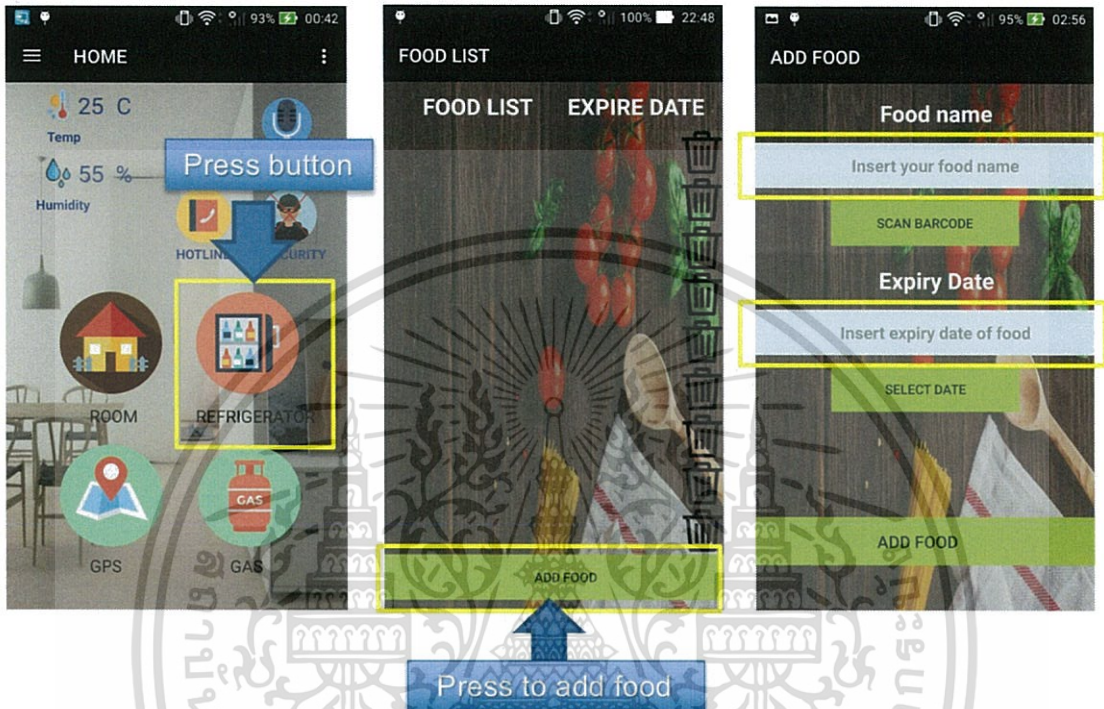 93% 00:42
HOME
25 C
Temp
55 %
Humidity
Press button
HOTLINE
ROOM
REFRIGERATOR
GAS
GPS
GAS
100% 22:48
FOOD LIST
FOOD LIST EXPIRE DATE
ADD FOOD
Press to add food
95% 02:56
ADD FOOD
Food name
Insert your food name
SCAN BARCODE
Expiry Date
Insert expiry date of food
SELECT DATE
ADD FOOD